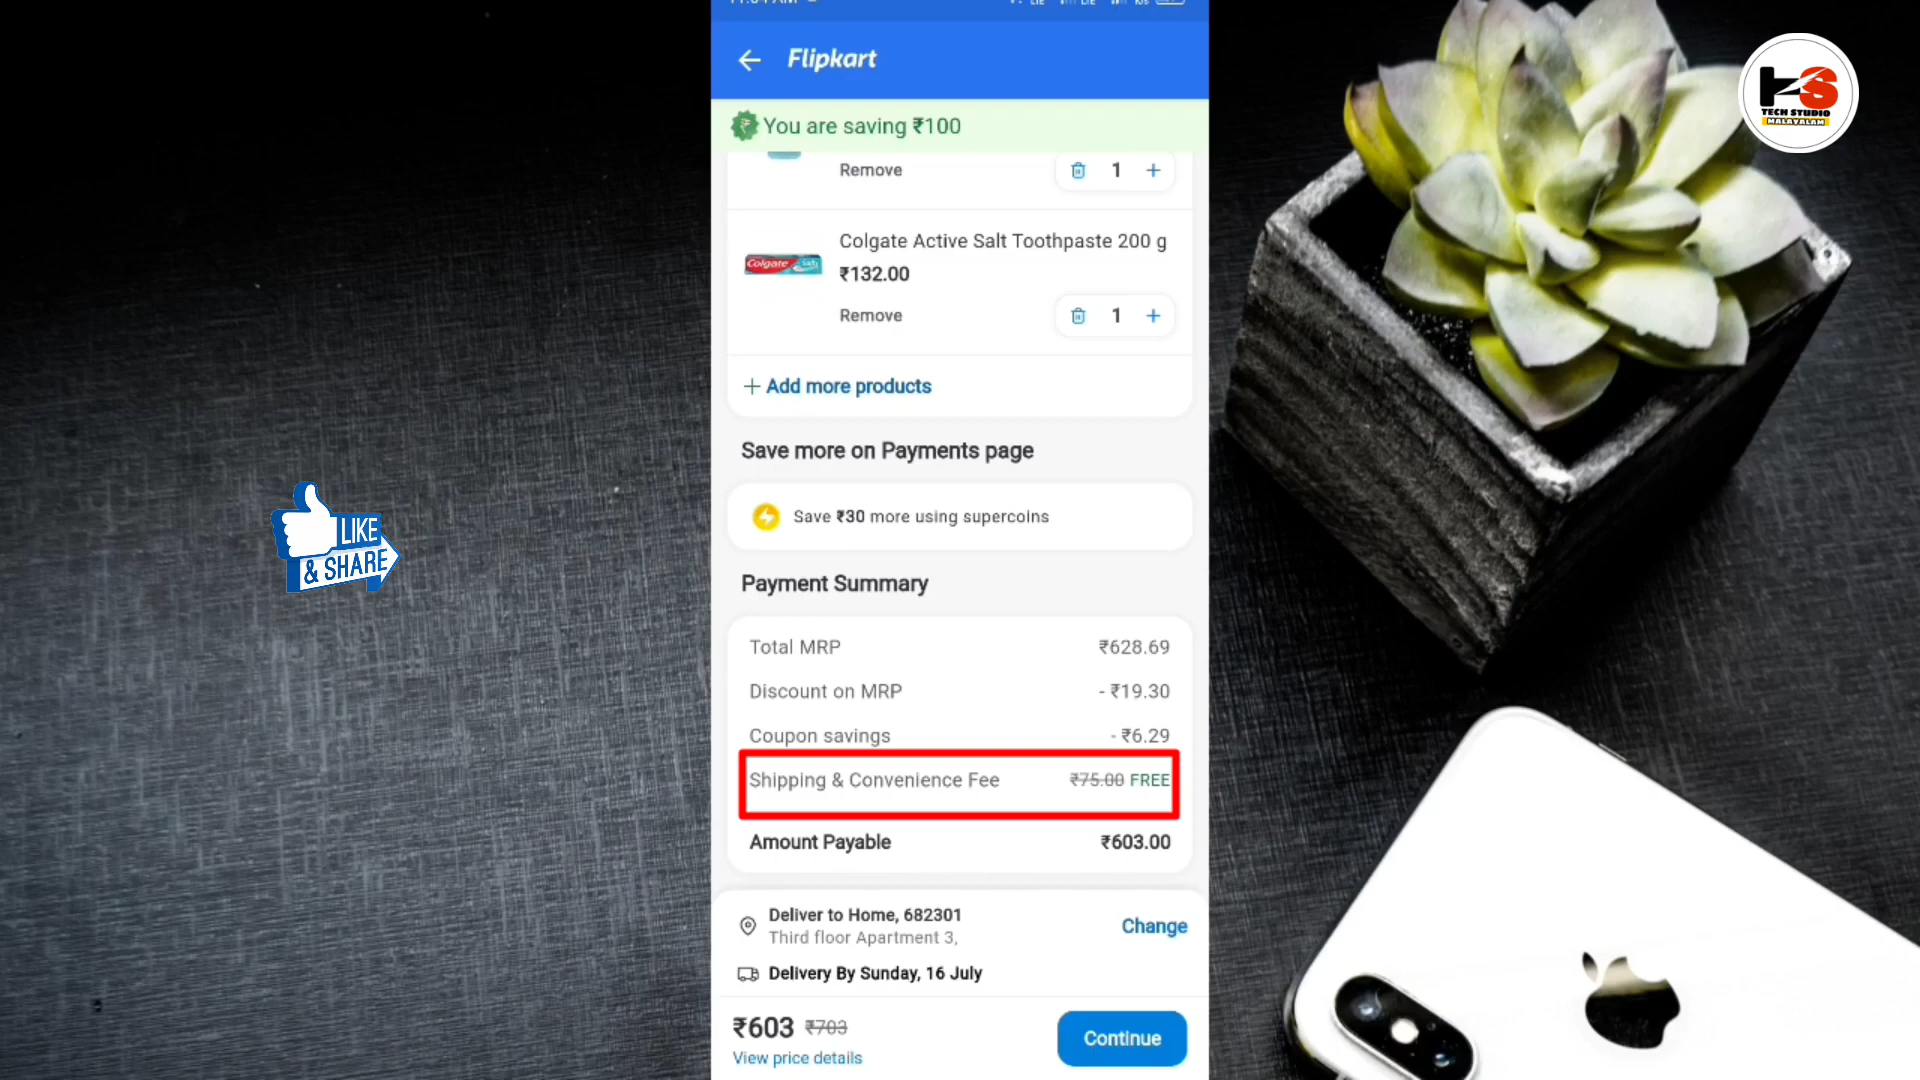 Flipkart
You are saving ₹100
Remove
1
Colgate Active Salt Toothpaste 200 g
₹132.00
Colgate
Remove
1
Add more products
Save more on Payments page
Save ₹30 more using supercoins
Payment Summary
Total MRP ₹628.69
Discount on MRP - ₹19.30
Coupon savings - ₹6.29
Shipping & Convenience Fee ₹75.00 FREE
Amount Payable ₹603.00
Deliver to Home, 682301
Third floor Apartment 3,
Change
Delivery By Sunday, 16 July
₹603 ₹703
View price details
Continue
LIKE
& SHARE
TECH STUDIO
MALAYALAM